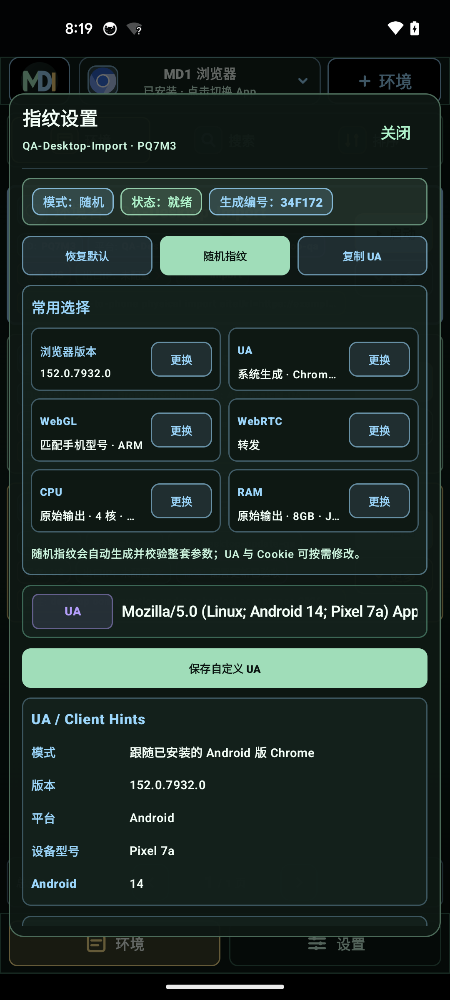 8:19
MD1 浏览器
已安装 · 点击切换 App
+ 环境
指纹设置
关闭
QA-Desktop-Import · PQ7M3
模式：随机
状态：就绪
生成编号：34F172
恢复默认
随机指纹
复制 UA
常用选择
浏览器版本
152.0.7932.0
更换
UA
系统生成 · Chrom…
更换
WebGL
匹配手机型号 · ARM
更换
WebRTC
转发
更换
CPU
原始输出 · 4 核 · …
更换
RAM
原始输出 · 8GB · J…
更换
随机指纹会自动生成并校验整套参数；UA 与 Cookie 可按需修改。
UA
Mozilla/5.0 (Linux; Android 14; Pixel 7a) App
保存自定义 UA
UA / Client Hints
模式
跟随已安装的 Android 版 Chrome
版本
152.0.7932.0
平台
Android
设备型号
Pixel 7a
Android
14
环境
设置